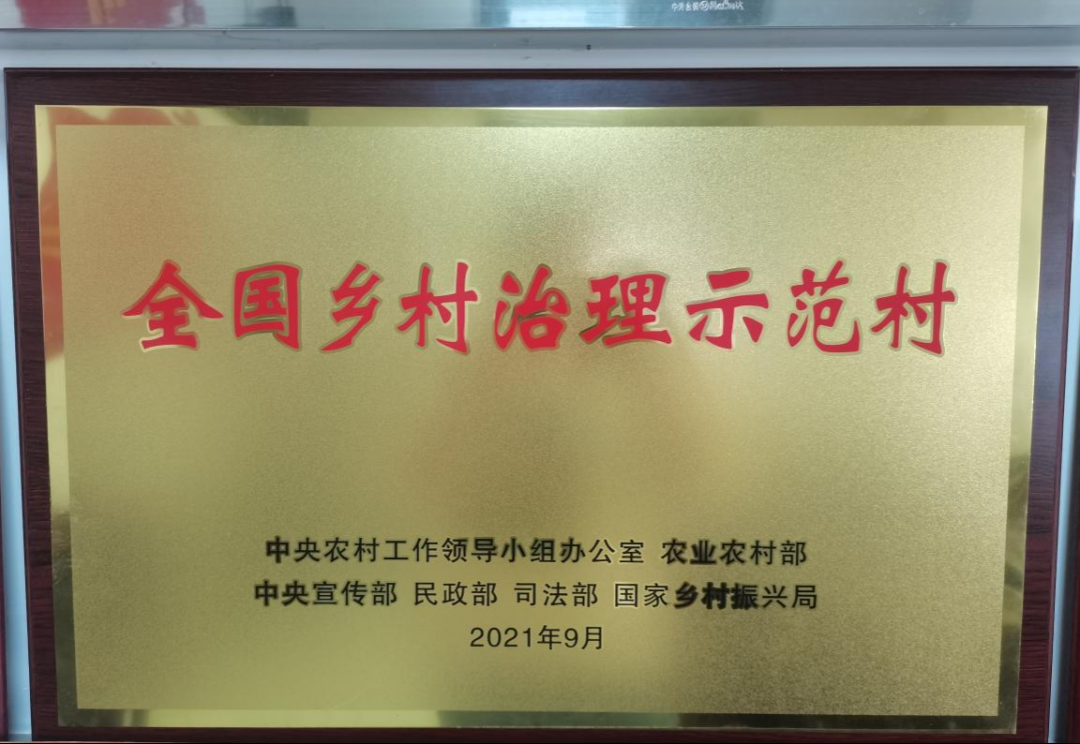 全国乡村治理示范村
中央农村工作领导小组办公室 农业农村部
中央宣传部 民政部 司法部 国家乡村振兴局
2021年9月